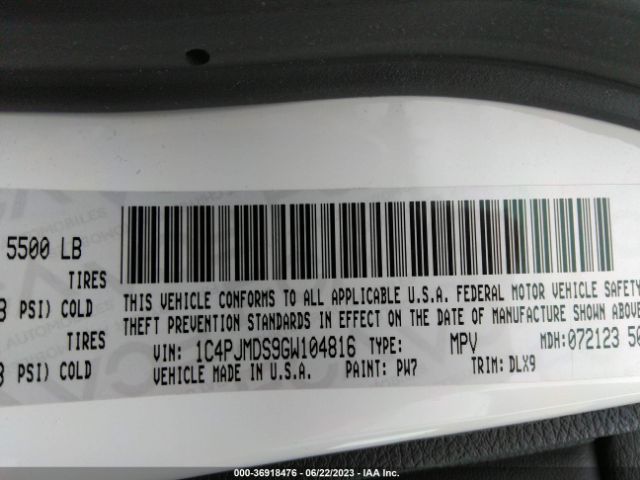 5500 LB
TIRES
PSI) COLD
TIRES
PSI) COLD
THIS VEHICLE CONFORMS TO ALL APPLICABLE U.S.A. FEDERAL MOTOR VEHICLE SAFETY,
THEFT PREVENTION STANDARDS IN EFFECT ON THE DATE OF MANUFACTURE SHOWN ABOVE
VIN: 1C4PJMDS9GW104816 TYPE: MPV MDH:072123 50
VEHICLE MADE IN U.S.A. PAINT: PW7 TRIM: DLX9
000-36918476 - 06/22/2023 - IAA Inc.